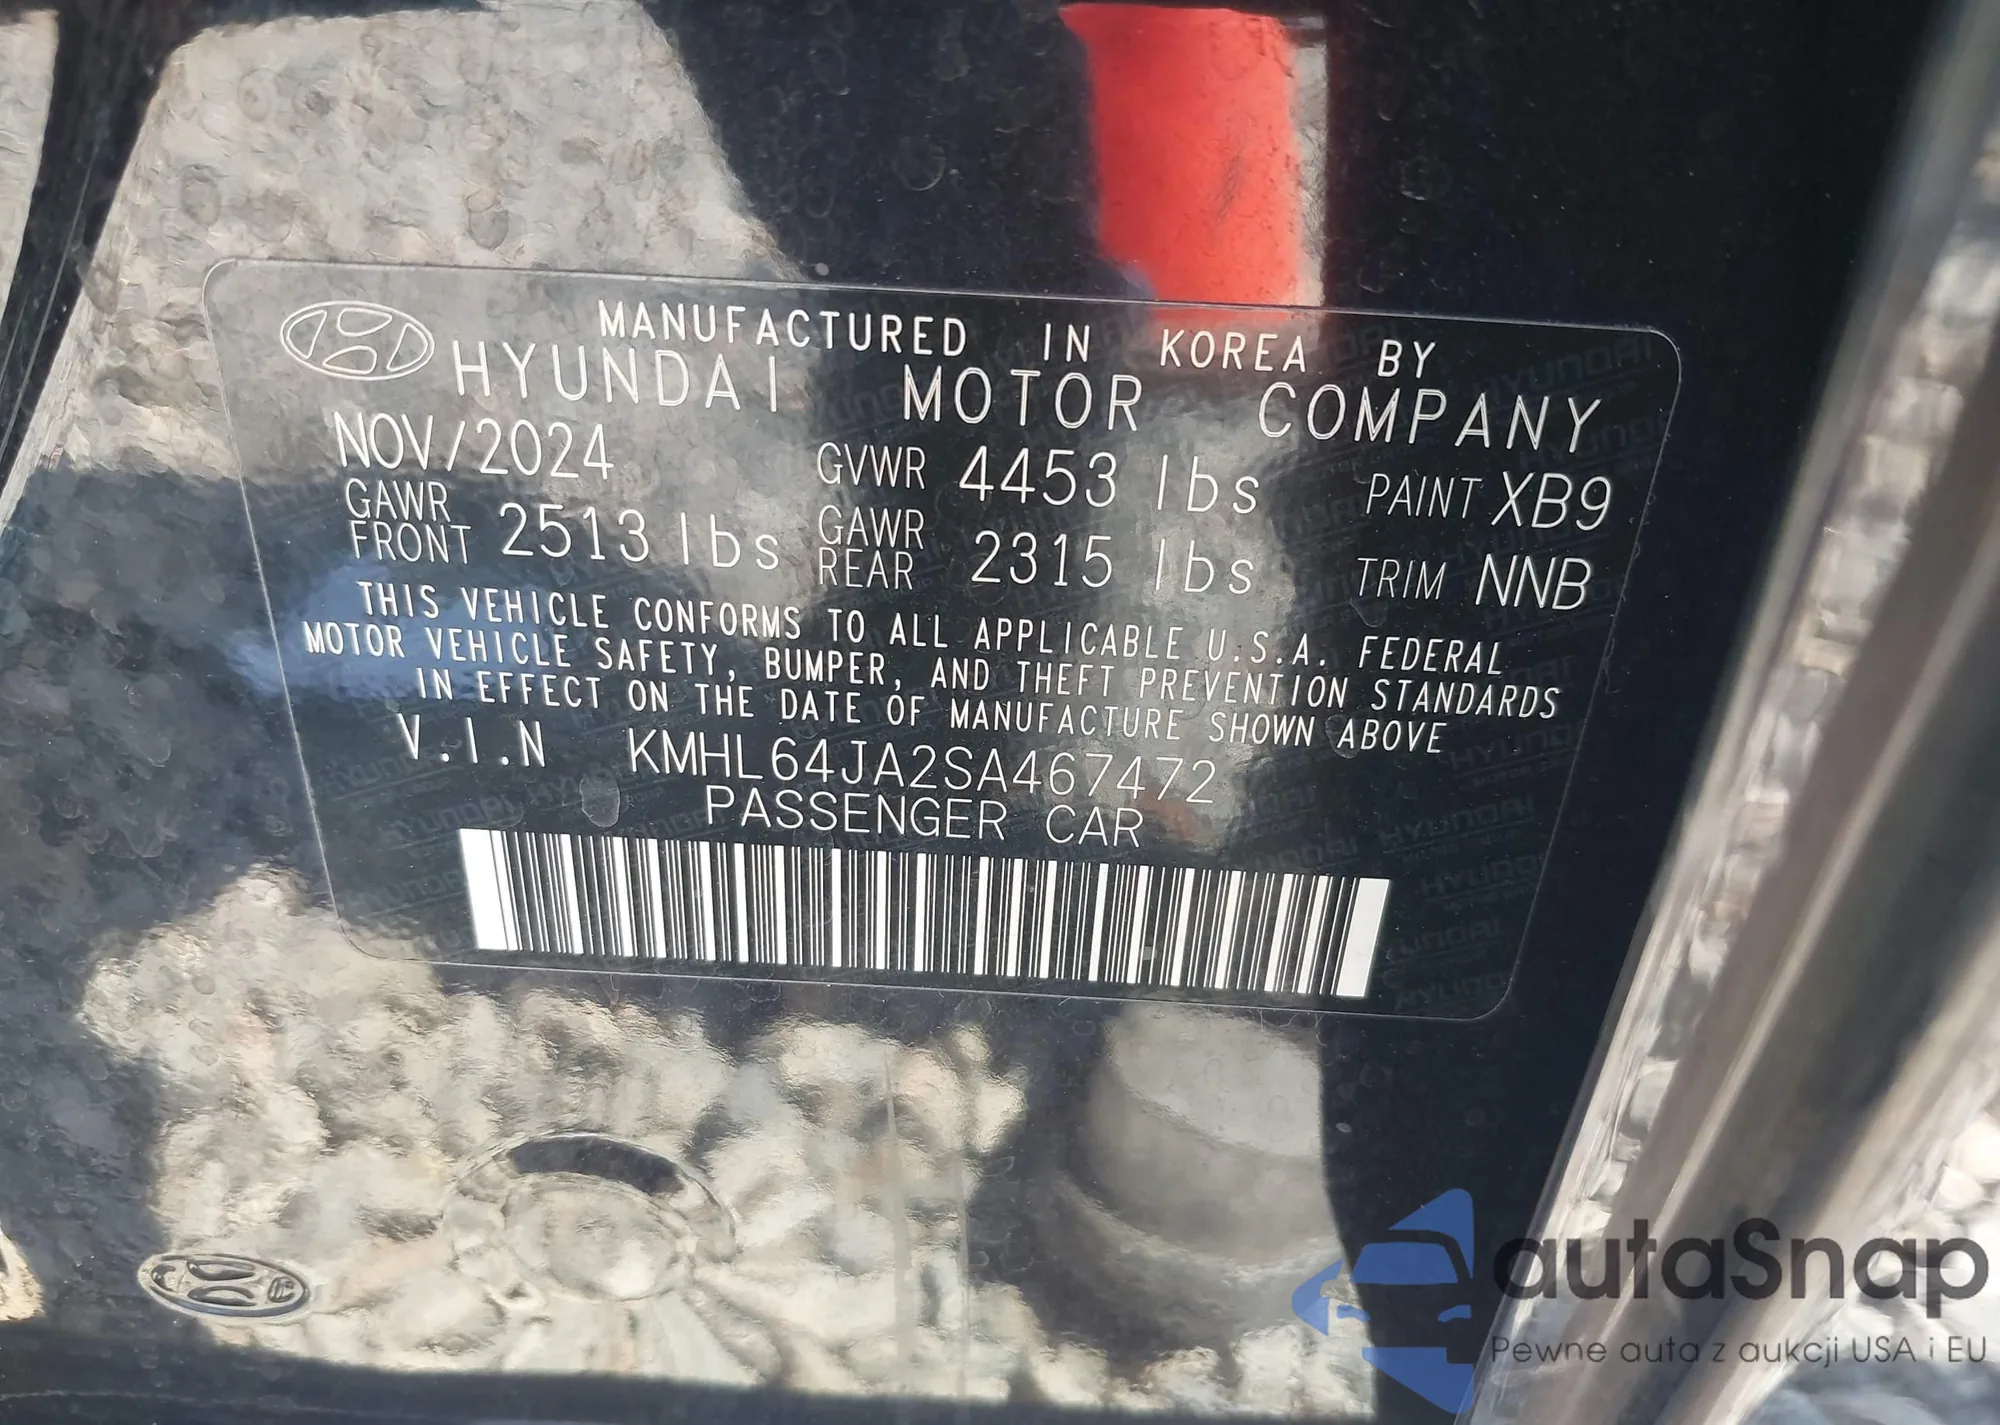 MANUFACTURED IN KOREA BY
HYUNDAI MOTOR COMPANY
NOV/2024 GVWR 4453 lbs PAINT XB9
GAWR FRONT 2513 lbs GAWR REAR 2315 lbs TRIM NNB
THIS VEHICLE CONFORMS TO ALL APPLICABLE U.S.A. FEDERAL
MOTOR VEHICLE SAFETY, BUMPER, AND THEFT PREVENTION STANDARDS
IN EFFECT ON THE DATE OF MANUFACTURE SHOWN ABOVE
V.I.N KMHL64JA2SA467472
PASSENGER CAR
autaSnap
Pewne auta z aukcji USA i EU